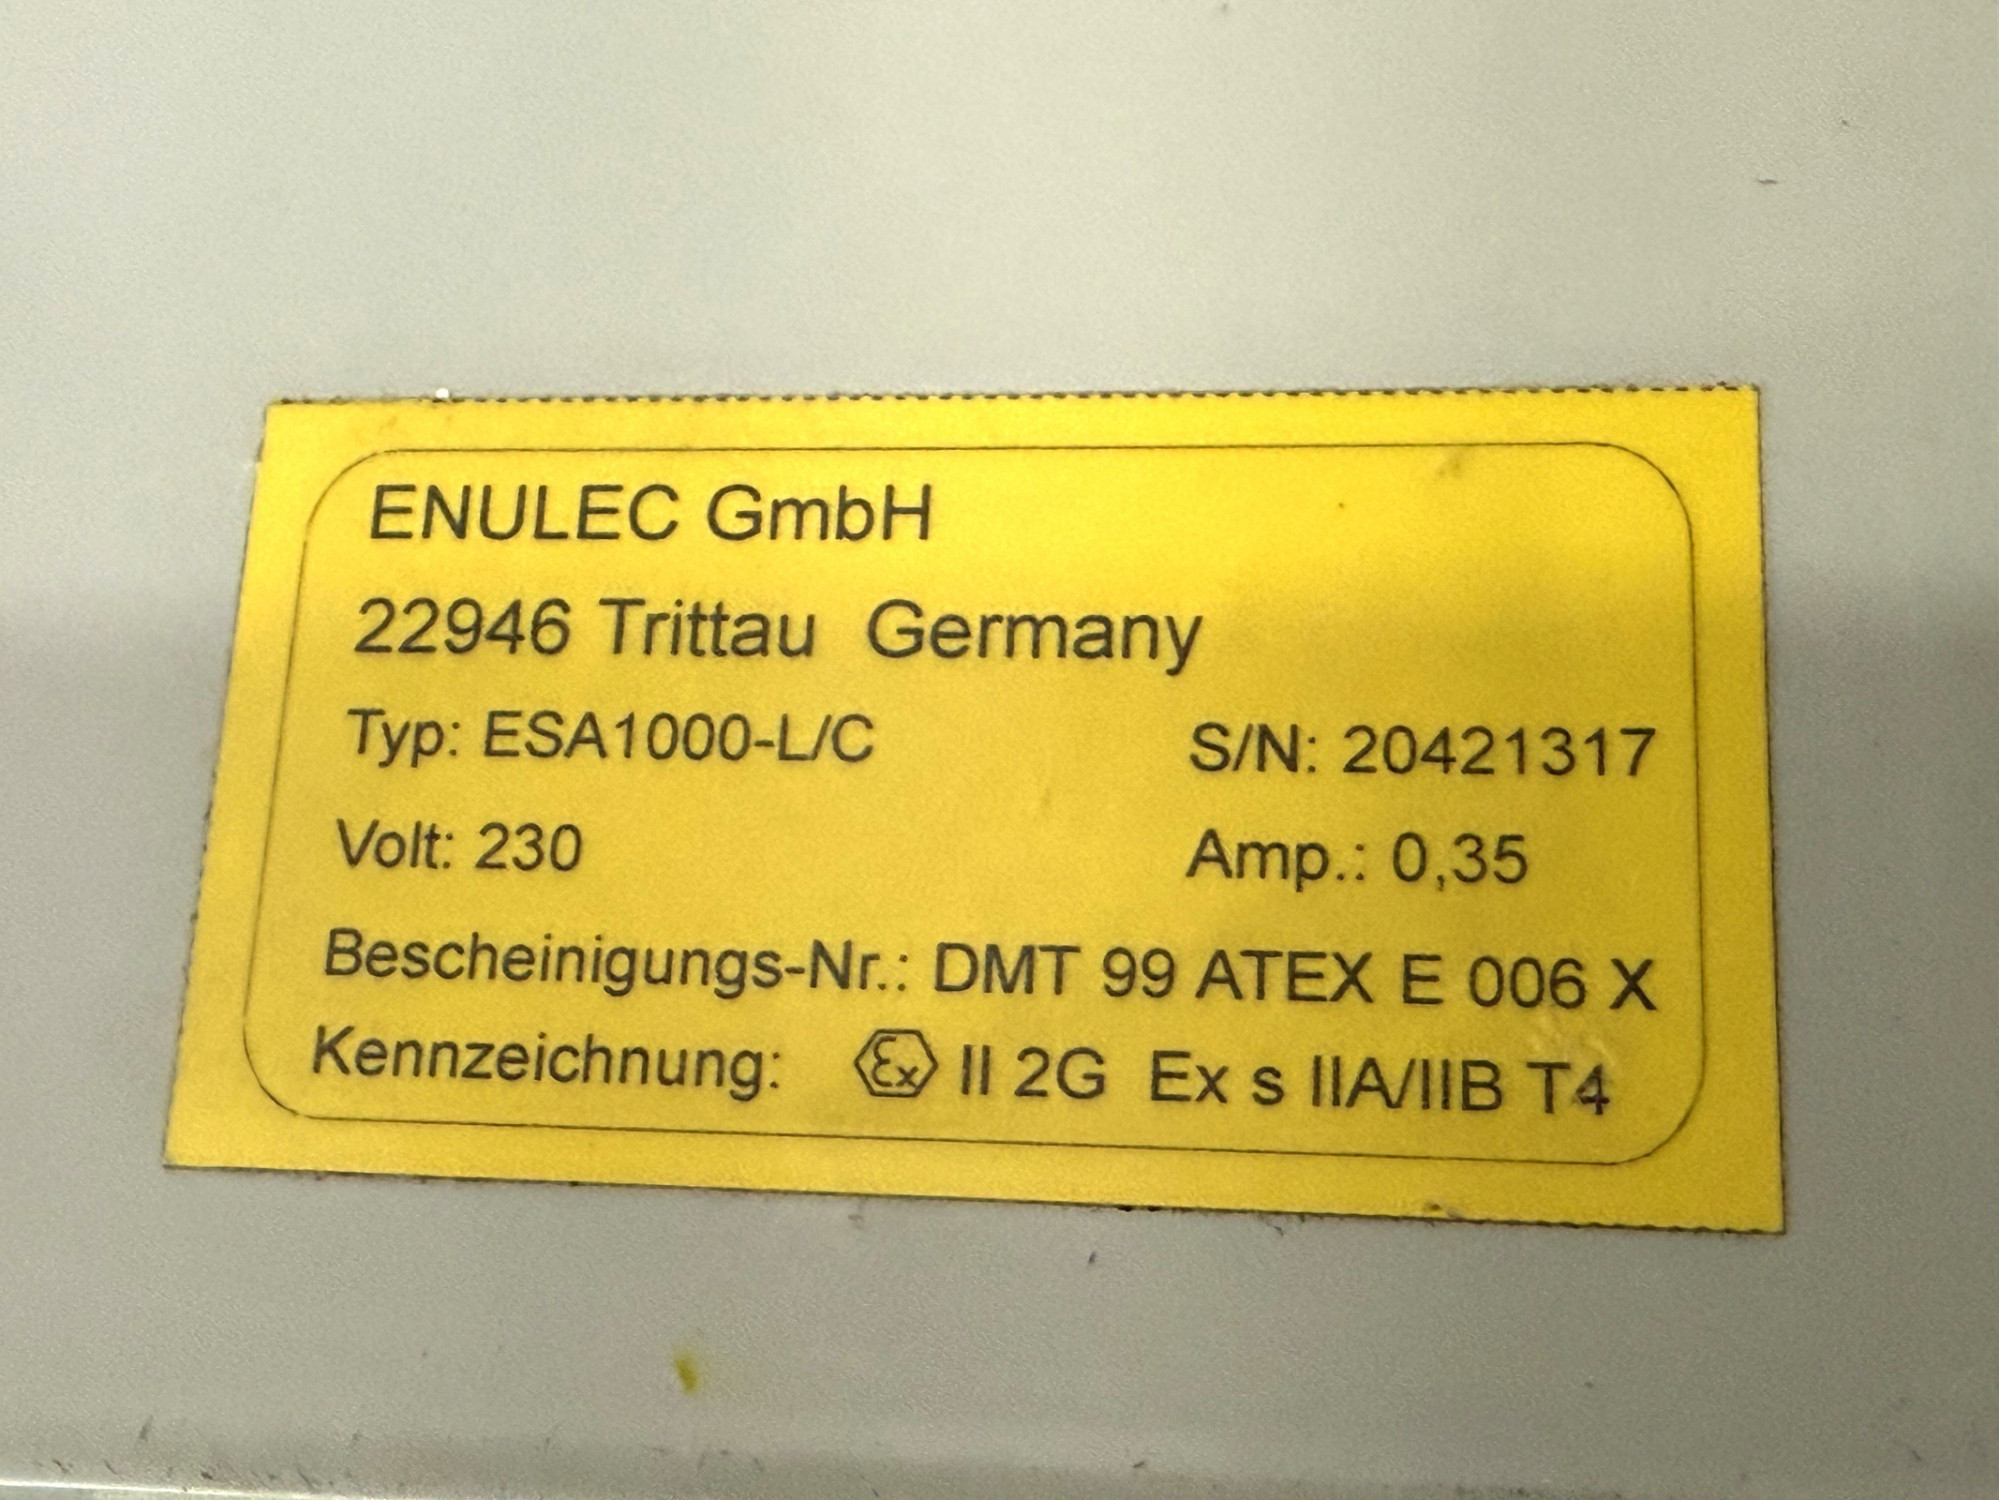 ENULEC GmbH
22946 Trittau Germany
Typ: ESA1000-L/C S/N: 20421317
Volt: 230 Amp.: 0,35
Bescheinigungs-Nr.: DMT 99 ATEX E 006 X
Kennzeichnung: Ex II 2G Ex s IIA/IIB T4